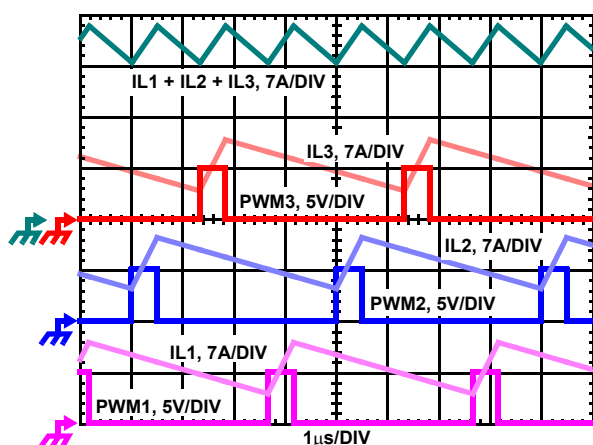 IL1 + IL2 + IL3, 7A/DIV
IL3, 7A/DIV
PWM3, 5V/DIV
IL2, 7A/DIV
PWM2, 5V/DIV
IL1, 7A/DIV
PWM1, 5V/DIV
1μs/DIV